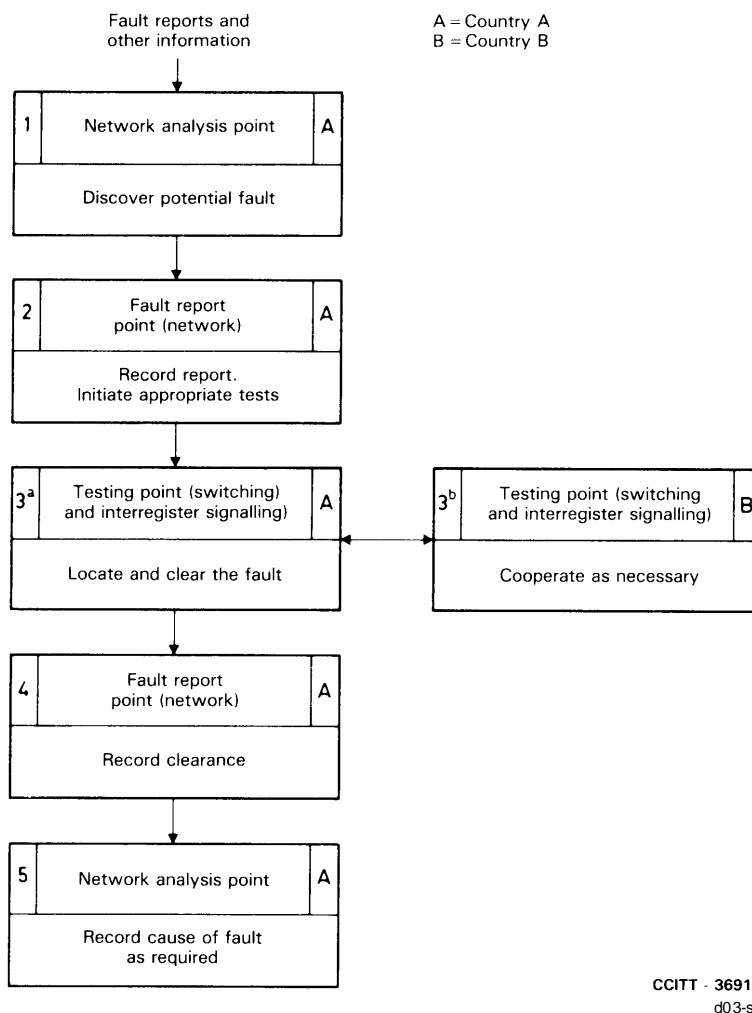 Fault reports and
other information
A = Country A
B = Country B
1
Network analysis point
A
Discover potential fault
2
Fault report
point (network)
A
Record report.
Initiate appropriate tests
3a
Testing point (switching)
and interregister signalling)
A
Locate and clear the fault
3b
Testing point (switching
and interregister signalling)
B
Cooperate as necessary
4
Fault report
point (network)
A
Record clearance
5
Network analysis point
A
Record cause of fault
as required
CCITT - 3691
d03-s